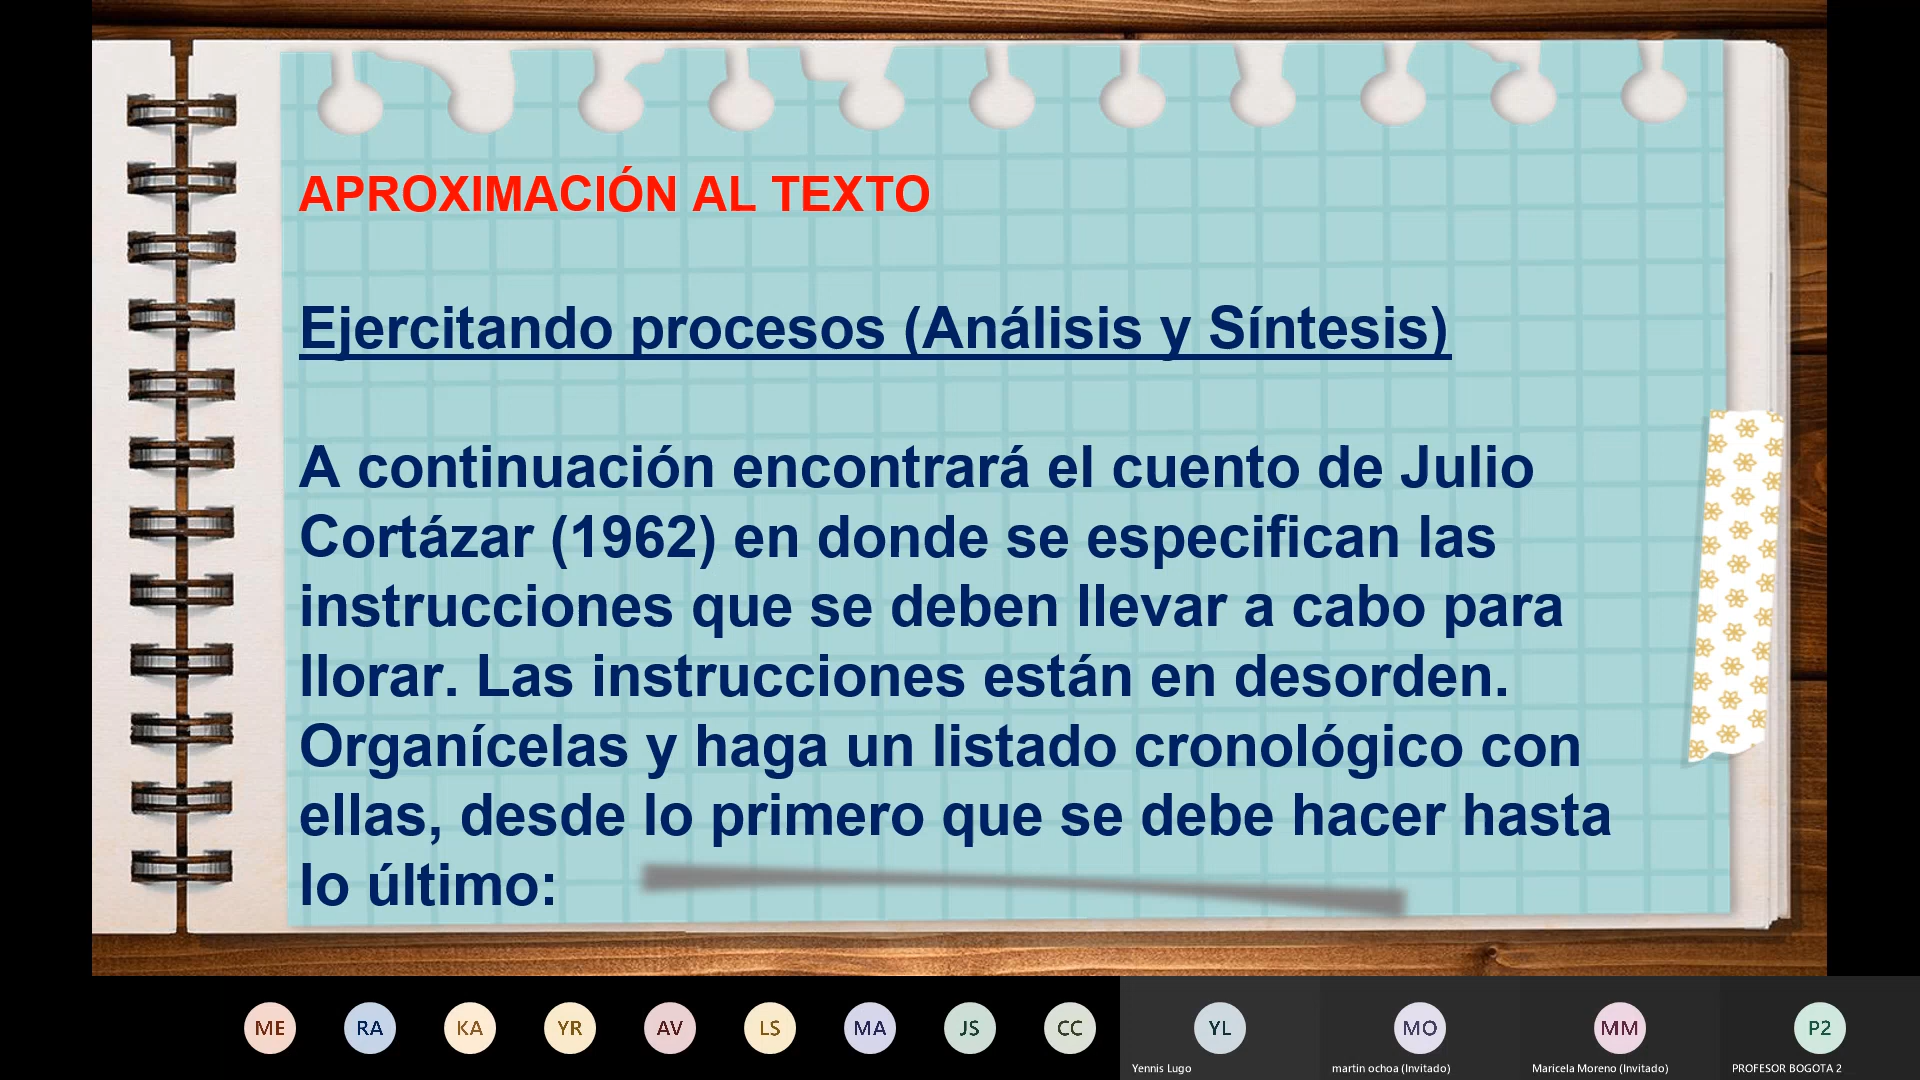 APROXIMACIÓN AL TEXTO
Ejercitando procesos (Análisis y Síntesis)
A continuación encontrará el cuento de Julio
Cortázar (1962) en donde se especifican las
instrucciones que se deben llevar a cabo para
llorar. Las instrucciones están en desorden.
Organícelas y haga un listado cronológico con
ellas, desde lo primero que se debe hacer hasta
lo último:
ME RA KA YR AV LS MA JS CC YL MO MM P2
Yennis Lugo martin ochoa (Invitado) Maricela Moreno (Invitado) PROFESOR BOGOTA 2